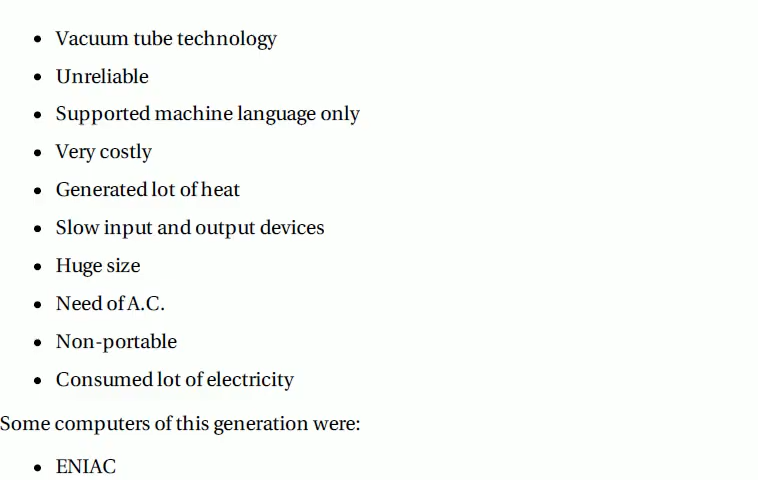 Vacuum tube technology
Unreliable
Supported machine language only
Very costly
Generated lot of heat
Slow input and output devices
Huge size
Need of A.C.
Non-portable
Consumed lot of electricity
Some computers of this generation were:
ENIAC